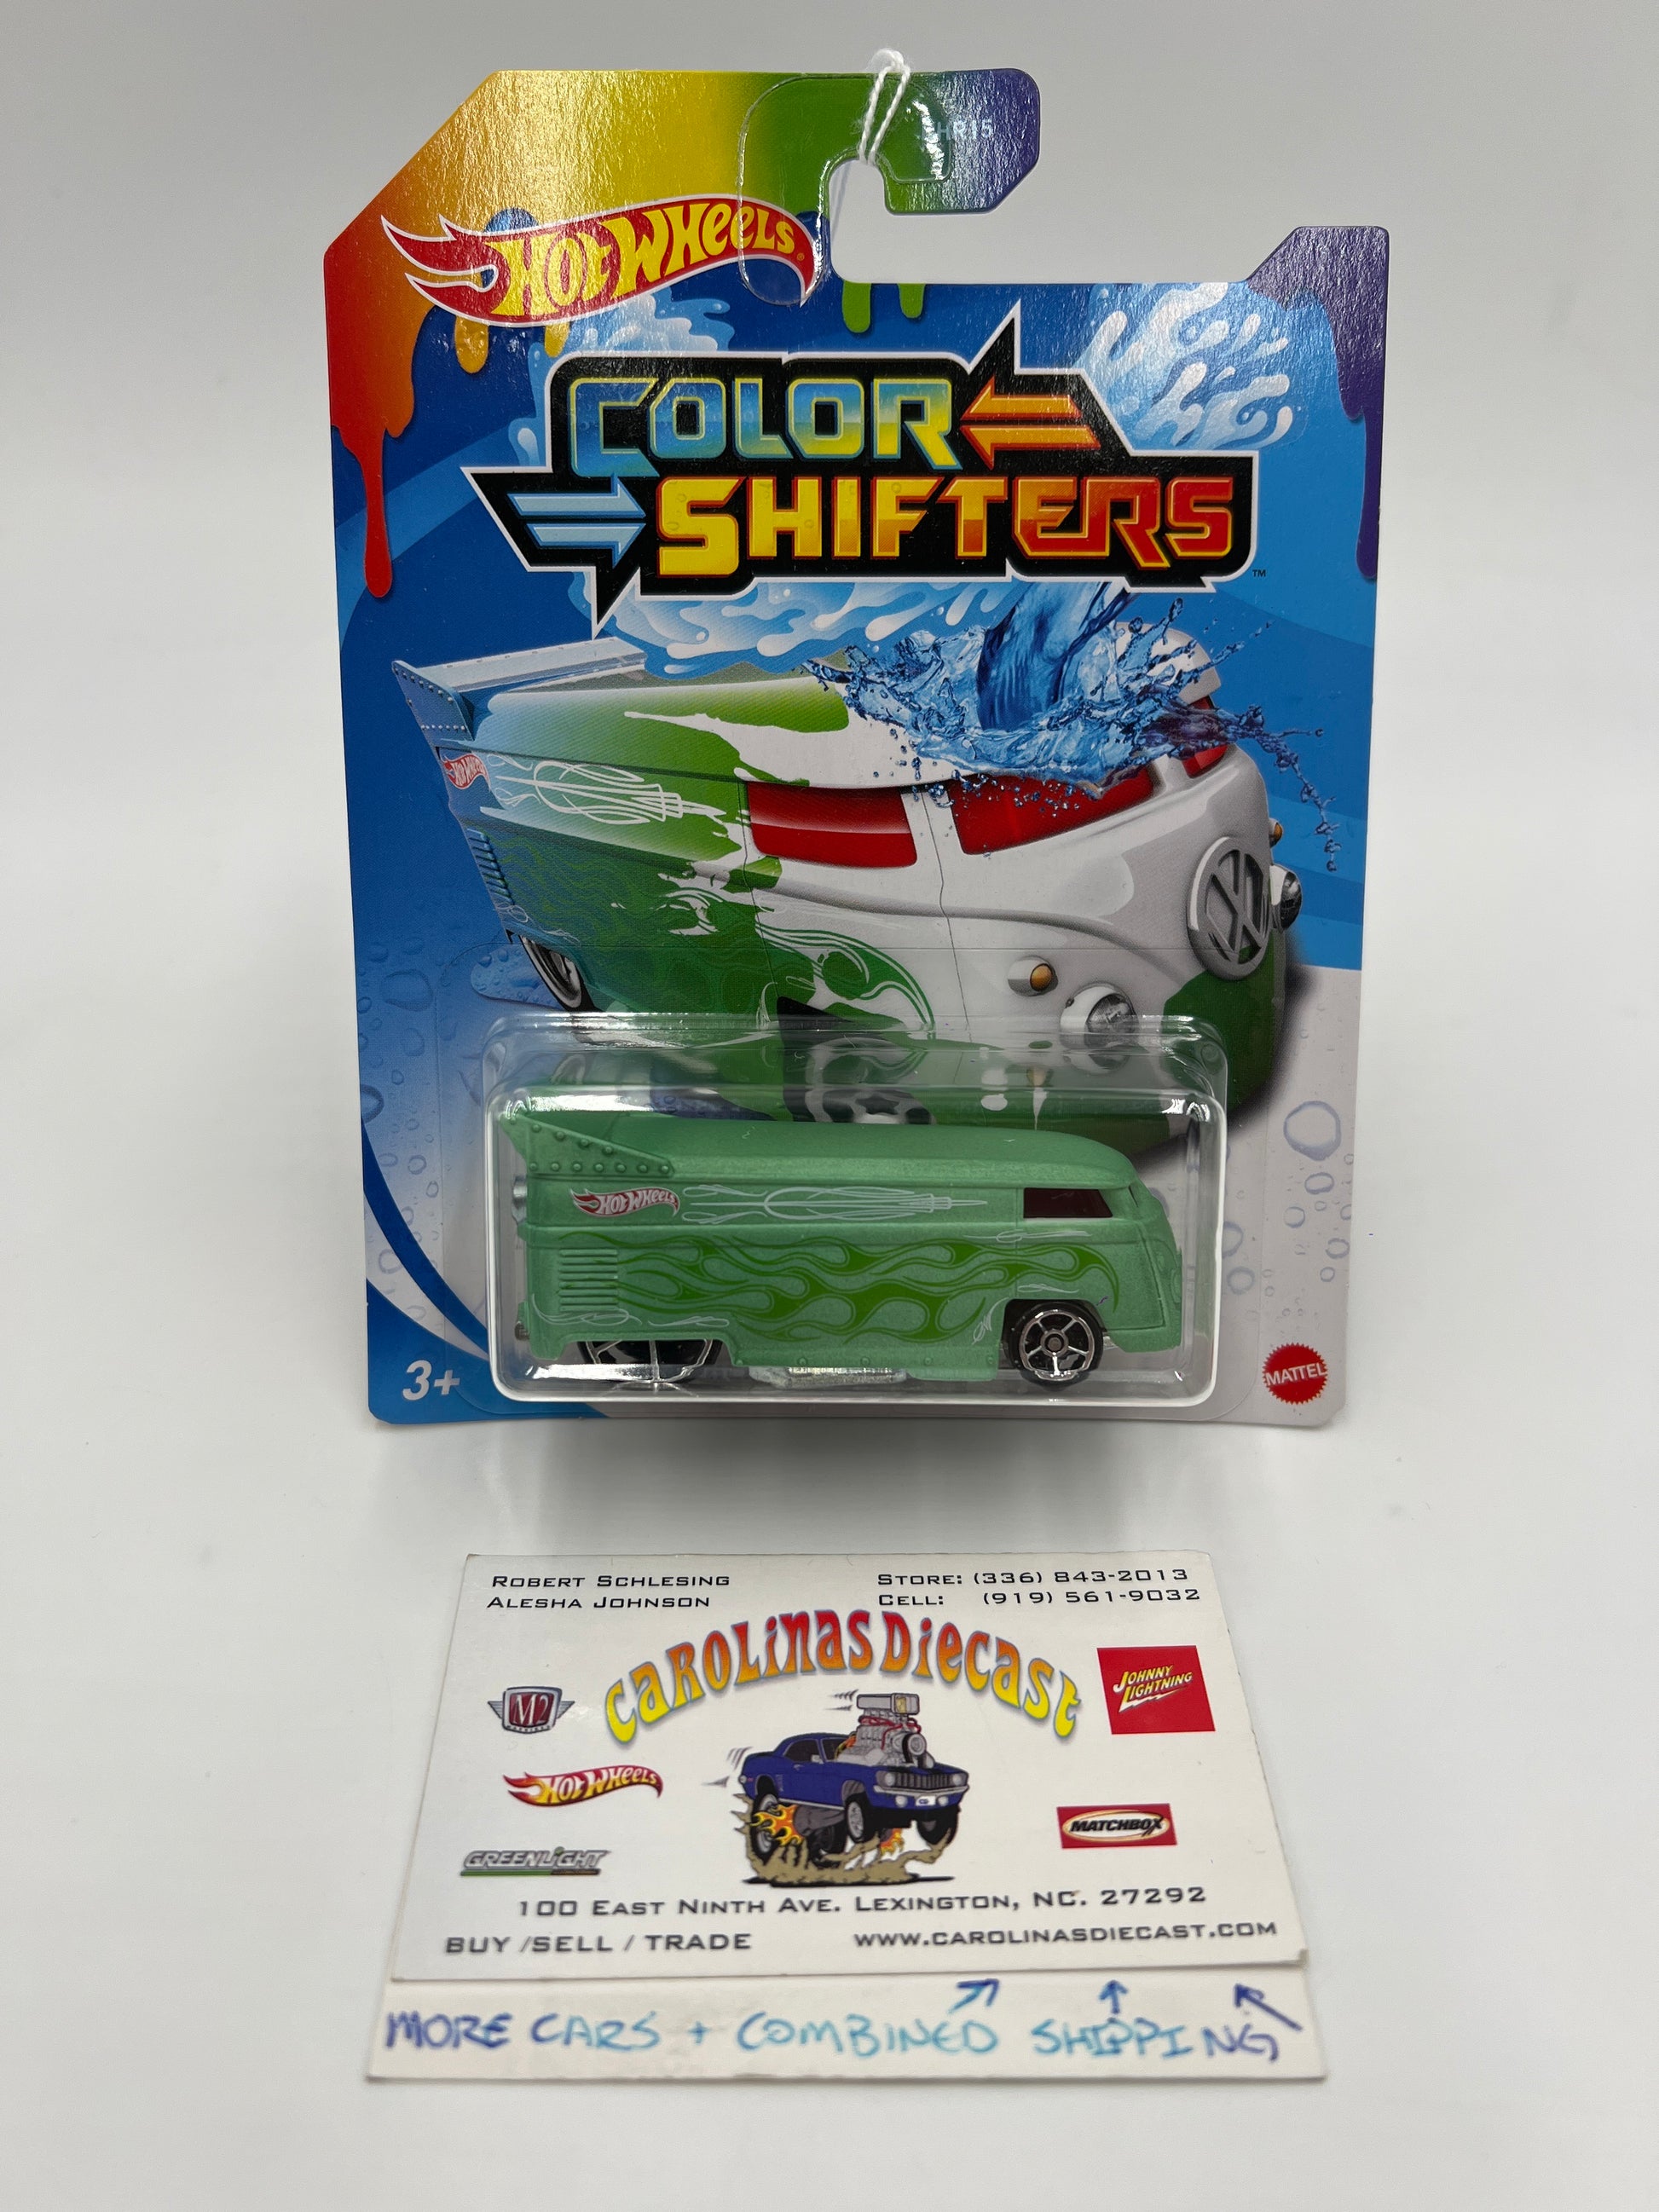 HR15
HOT WHEELS
COLOR
SHIFTERS™
HOT WHEELS
HOT WHEELS
3+
MATTEL
ROBERT SCHLESING
ALESHA JOHNSON
STORE: (336) 843-2013
CELL: (919) 561-9032
CAROLINAS DIECAST
M2
JOHNNY
LIGHTNING
HOT WHEELS
MATCHBOX
GREENLIGHT
100 EAST NINTH AVE. LEXINGTON, NC. 27292
BUY /SELL / TRADE
WWW.CAROLINASDIECAST.COM
MORE CARS + COMBINED SHIPPING